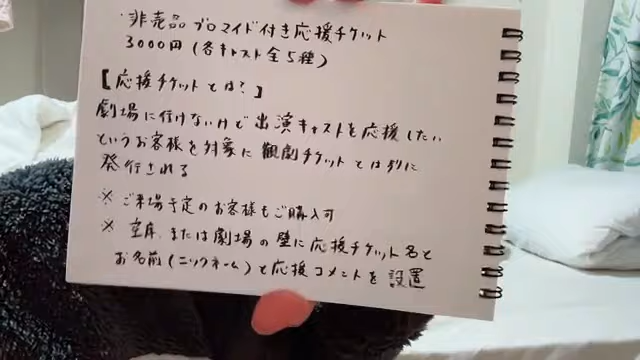 ・非売品ブロマイド付き応援チケット
3000円(各キャスト全5種)
【応援チケットとは?】
劇場に行けないけど出演キャストを応援したい
というお客様を対象に観劇チケットとは別に
発行される
※ご来場予定のお客様もご購入可
※空席、または劇場の壁に応援チケット名と
お名前(ニックネーム)と応援コメントを設置